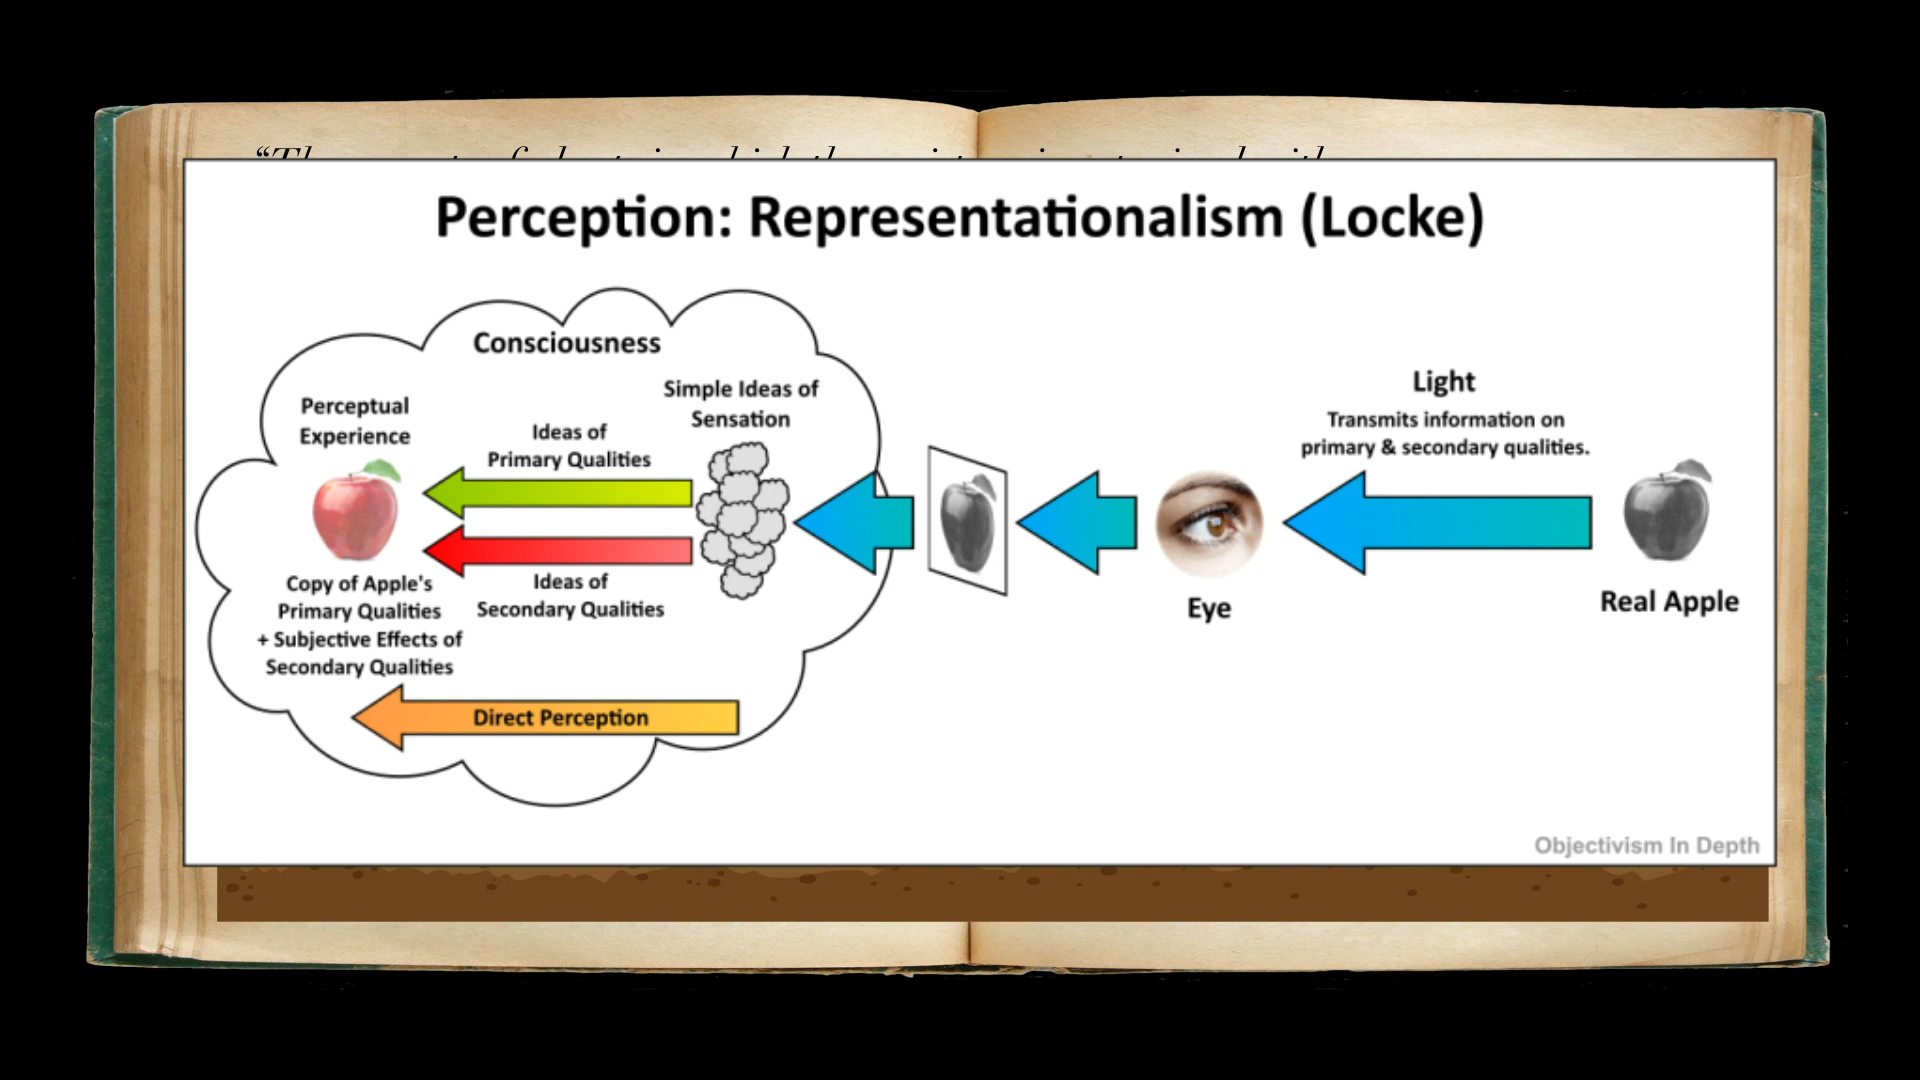 Perception: Representationalism (Locke)
Consciousness
Simple Ideas of
Sensation
Perceptual
Experience
Ideas of
Primary Qualities
Ideas of
Secondary Qualities
Copy of Apple's
Primary Qualities
+ Subjective Effects of
Secondary Qualities
Direct Perception
Light
Transmits information on
primary & secondary qualities.
Eye
Real Apple
Objectivism In Depth